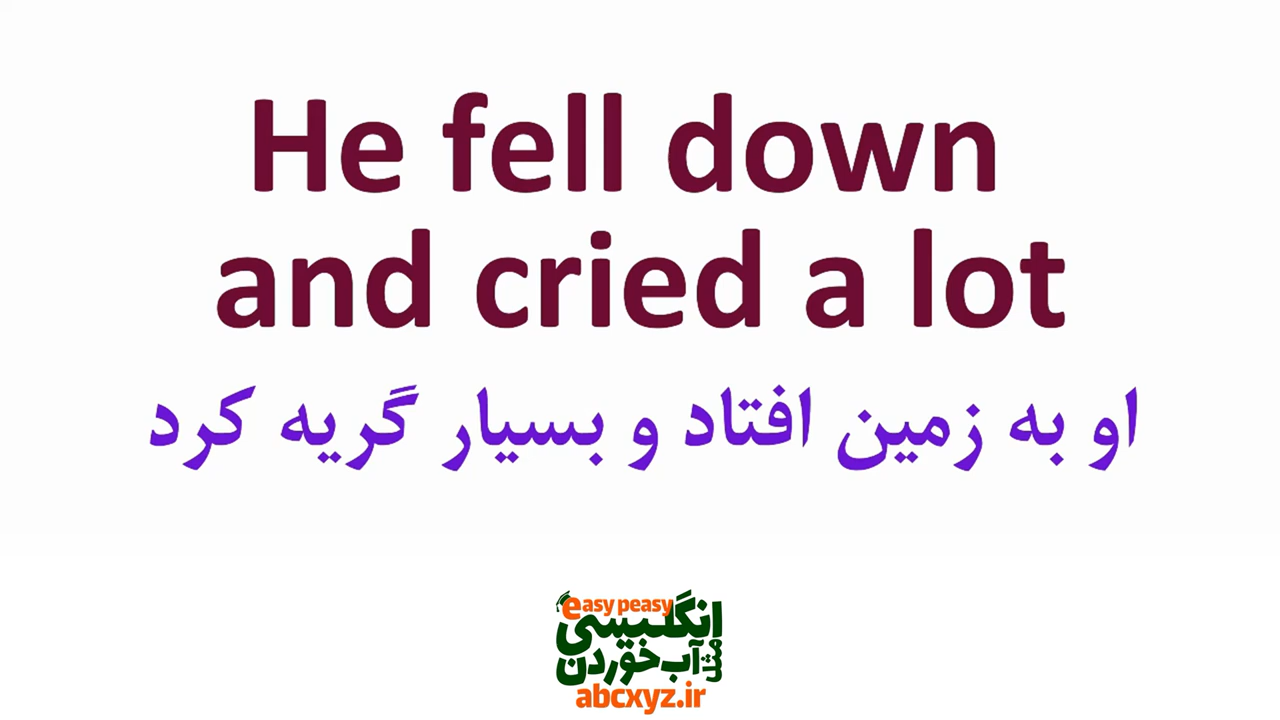 He fell down
and cried a lot
او به زمین افتاد و بسیار گریه کرد
easy peasy
انگلیسی
مثل آب خوردن
abcxyz.ir